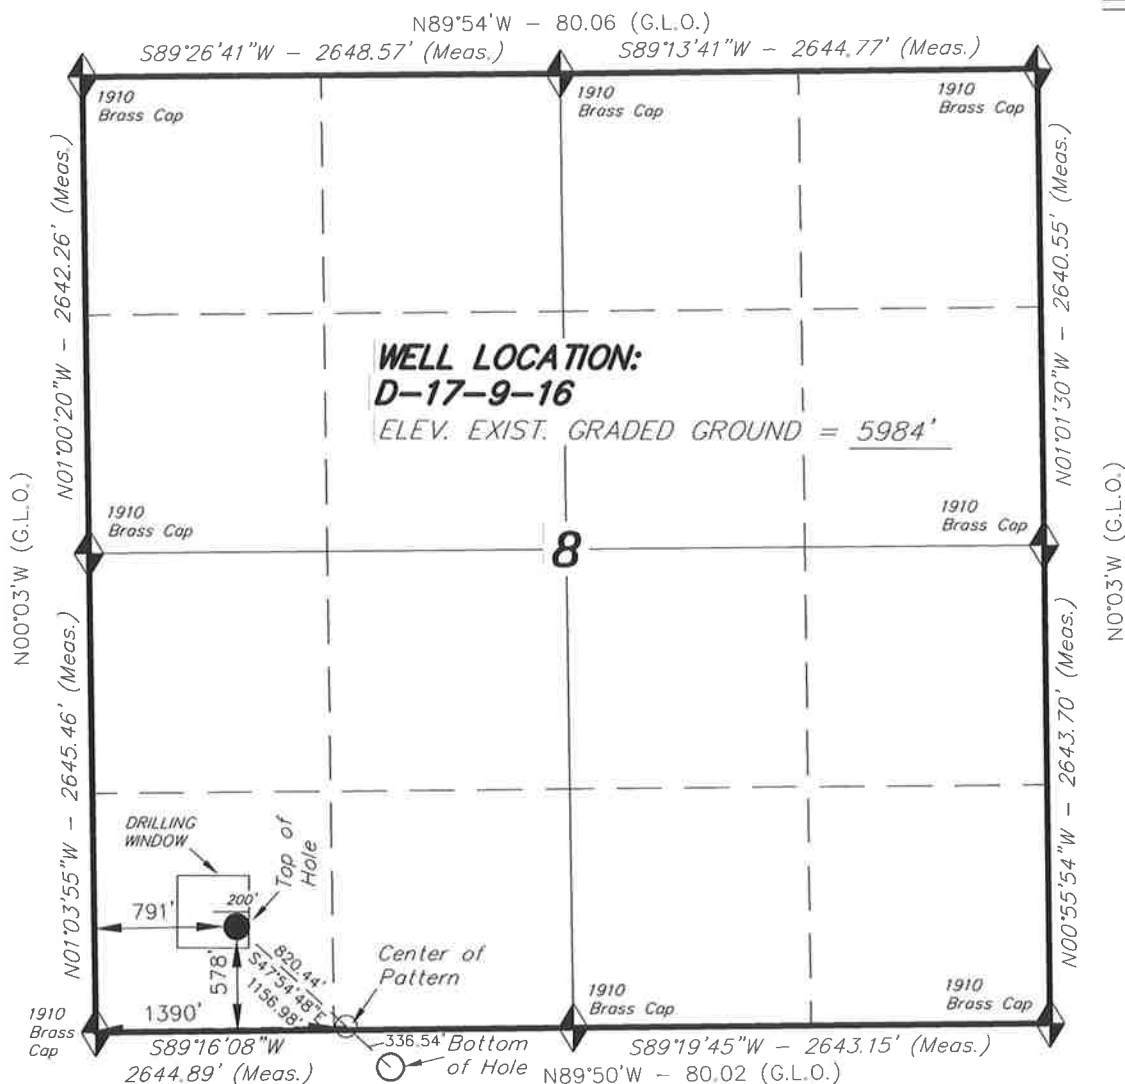 N89°54'W - 80.06 (G.L.O.)
S89°26'41"W - 2648.57' (Meas.)
S89°13'41"W - 2644.77' (Meas.)
1910
Brass Cap
1910
Brass Cap
1910
Brass Cap
N01°00'20"W - 2642.26' (Meas.)
N01°01'30"W - 2640.55' (Meas.)
WELL LOCATION:
D-17-9-16
ELEV. EXIST. GRADED GROUND = 5984'
N00°03'W (G.L.O.)
N0°03'W (G.L.O.)
1910
Brass Cap
1910
Brass Cap
8
N01°03'55"W - 2645.46' (Meas.)
N00°55'54"W - 2643.70' (Meas.)
DRILLING
WINDOW
Top of
Hole
200'
791'
578'
820.44'
S47°54'48"E
1156.98'
Center of
Pattern
1390'
1910
Brass
Cap
1910
Brass Cap
1910
Brass Cap
S89°16'08"W
2644.89' (Meas.)
336.54'
Bottom
of Hole
S89°19'45"W - 2643.15' (Meas.)
N89°50'W - 80.02 (G.L.O.)